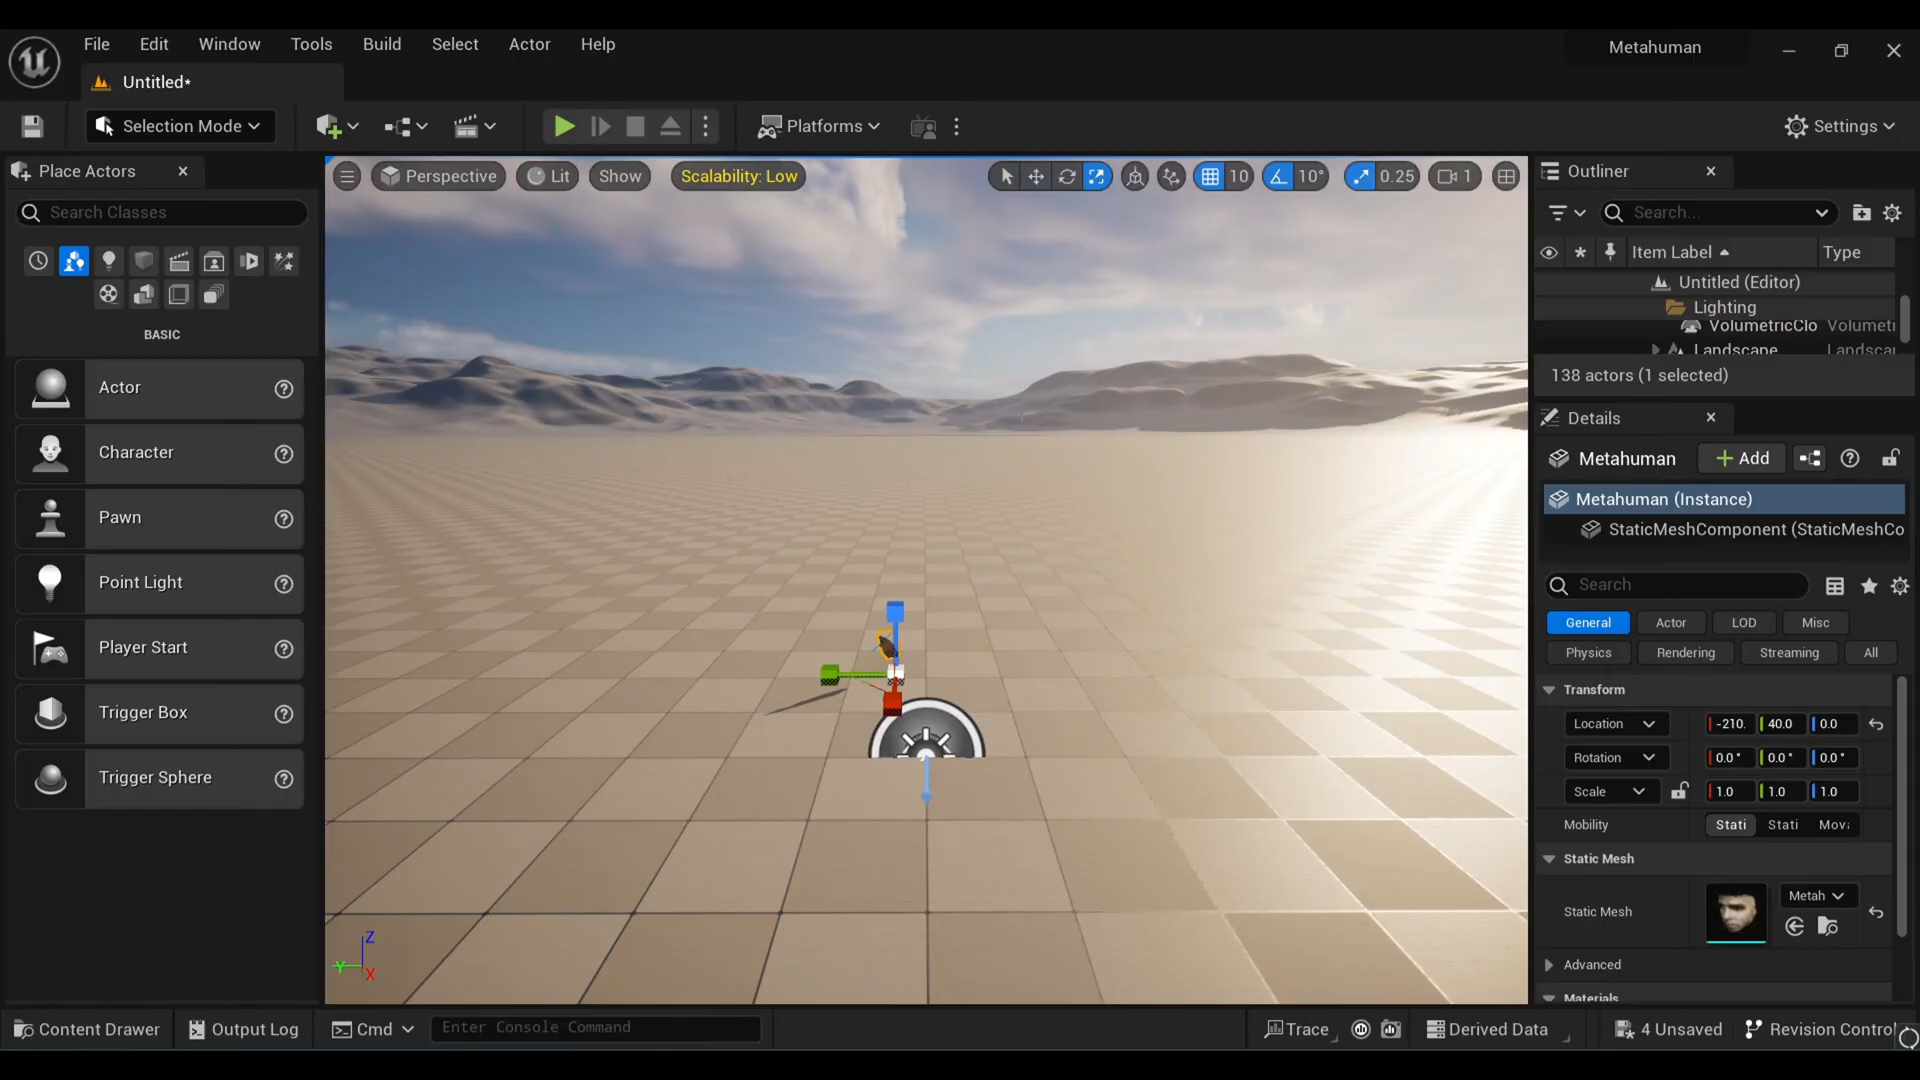 File Edit Window Tools Build Select Actor Help
Metahuman
Untitled*
Selection Mode
Platforms
Settings
Place Actors
Search Classes
BASIC
Actor
Character
Pawn
Point Light
Player Start
Trigger Box
Trigger Sphere
Perspective Lit Show Scalability: Low 10 10° 0.25 1
Z
Y
X
Outliner
Search...
Item Label Type
Untitled (Editor)
Lighting
VolumetricClo Volumetri
Landscape Landscap
138 actors (1 selected)
Details
Metahuman Add
Metahuman (Instance)
StaticMeshComponent (StaticMeshCo
Search
General Actor LOD Misc
Physics Rendering Streaming All
Transform
Location -210. 40.0 0.0
Rotation 0.0° 0.0° 0.0°
Scale 1.0 1.0 1.0
Mobility Stati Stati Mova
Static Mesh
Static Mesh Metah
Advanced
Materials
Content Drawer Output Log Cmd Enter Console Command Trace Derived Data 4 Unsaved Revision Control